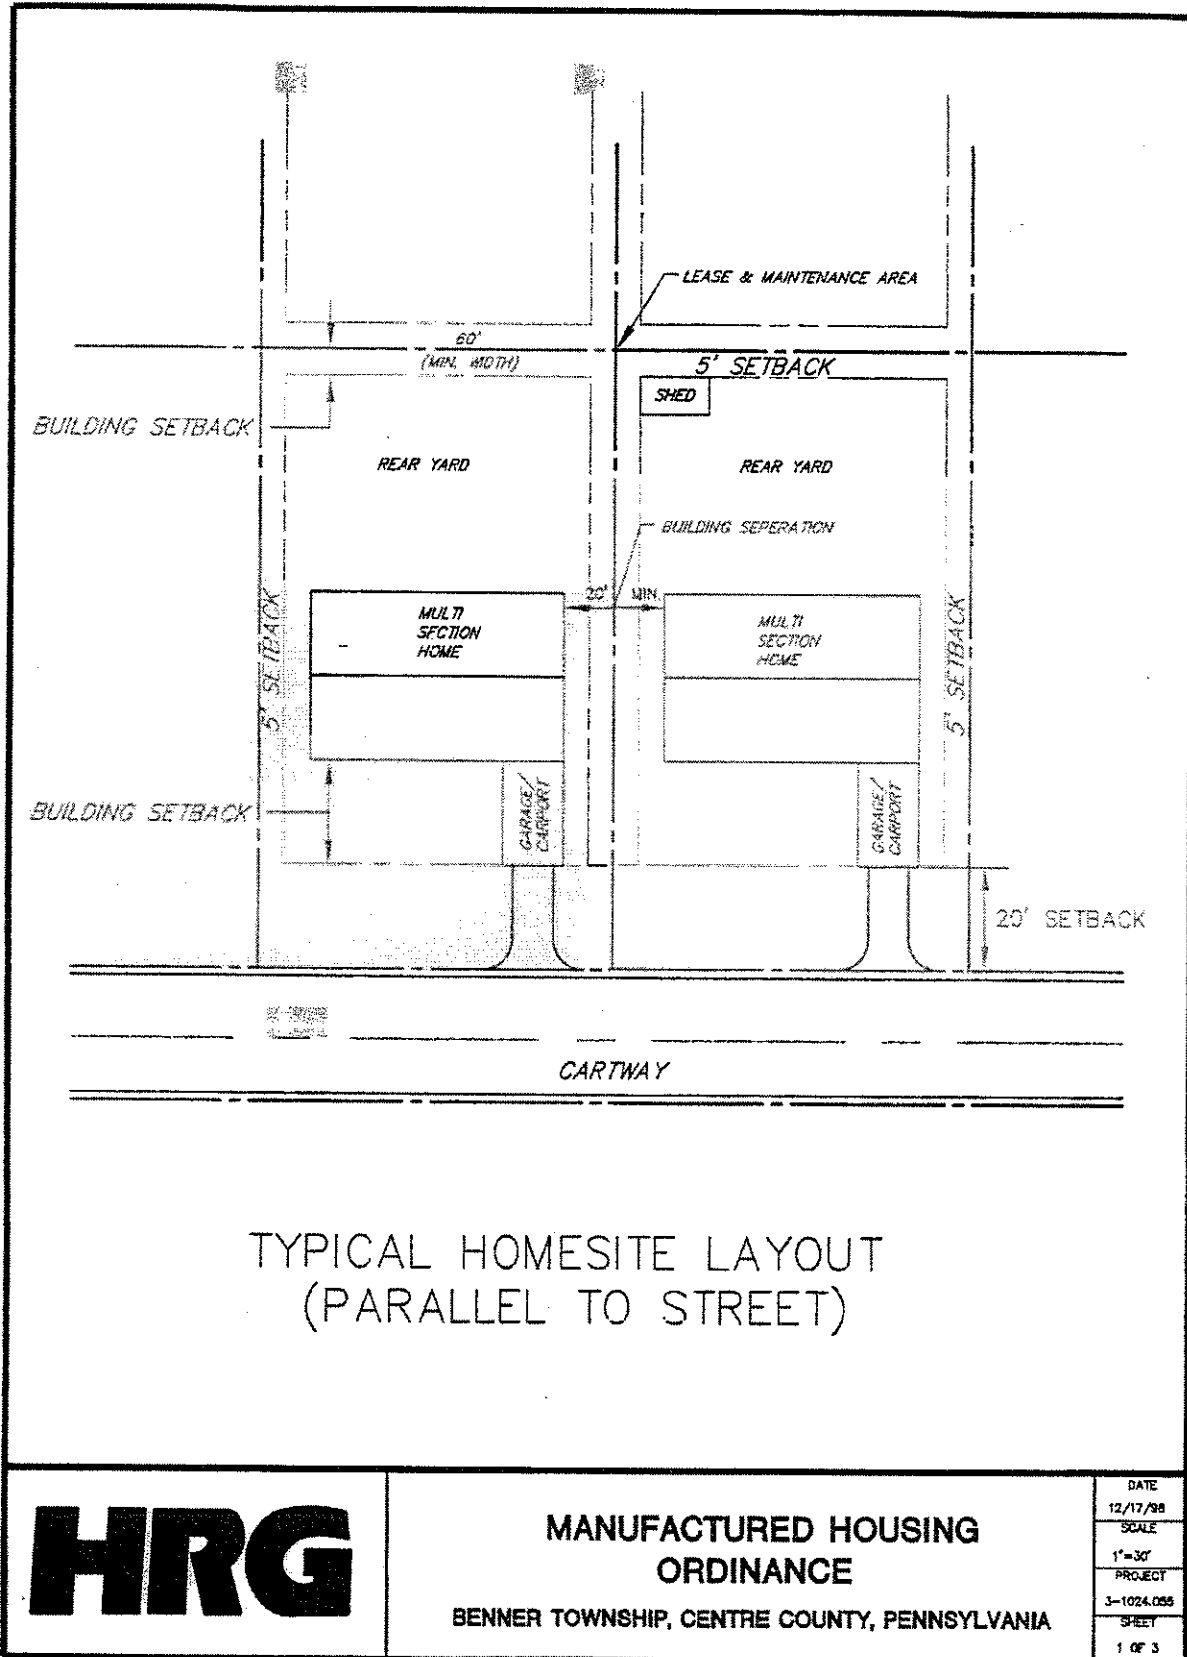 LEASE & MAINTENANCE AREA
60'
(MIN. WIDTH)
5' SETBACK
SHED
BUILDING SETBACK
REAR YARD
REAR YARD
BUILDING SEPERATION
20' MIN.
MULTI
SECTION
HOME
MULTI
SECTION
HOME
5' SETBACK
5' SETBACK
BUILDING SETBACK
GARAGE/
CARPORT
GARAGE/
CARPORT
20' SETBACK
CARTWAY
TYPICAL HOMESITE LAYOUT
(PARALLEL TO STREET)
HRG
MANUFACTURED HOUSING
ORDINANCE
BENNER TOWNSHIP, CENTRE COUNTY, PENNSYLVANIA
DATE
12/17/98
SCALE
1"=30'
PROJECT
3-1024.055
SHEET
1 OF 3